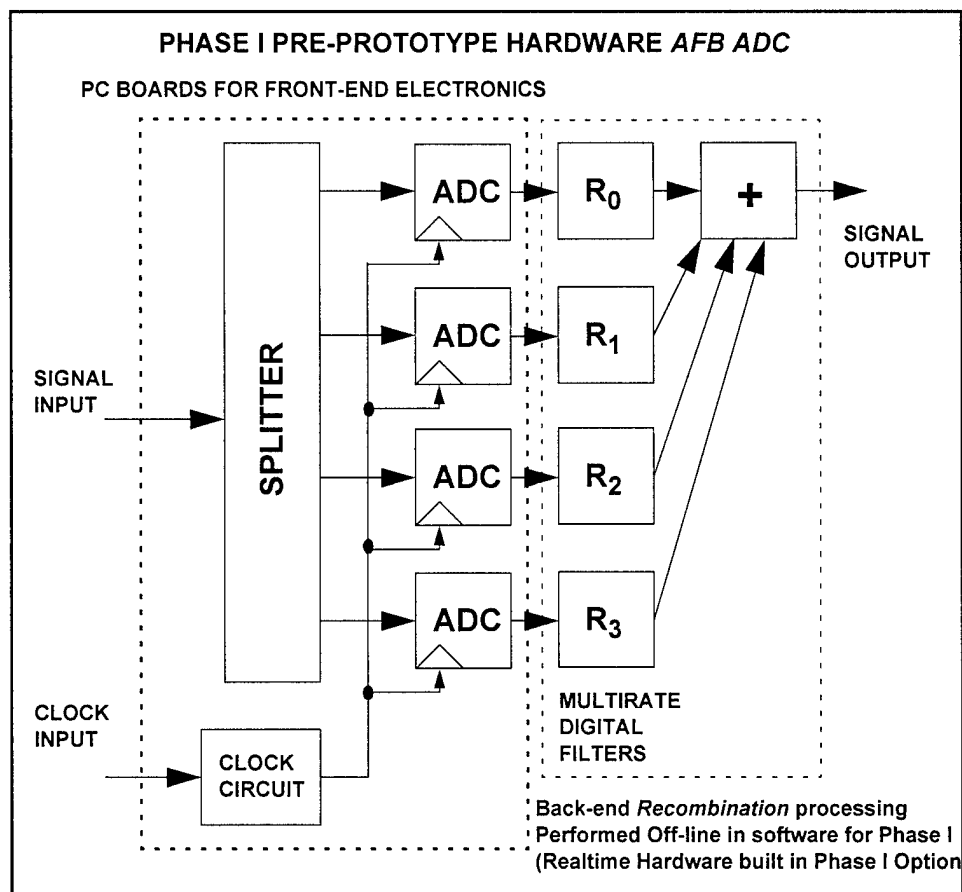 PHASE I PRE-PROTOTYPE HARDWARE AFB ADC
PC BOARDS FOR FRONT-END ELECTRONICS
SPLITTER
ADC
R0
+
SIGNAL
OUTPUT
ADC
R1
SIGNAL
INPUT
ADC
R2
ADC
R3
CLOCK
INPUT
CLOCK
CIRCUIT
MULTIRATE
DIGITAL
FILTERS
Back-end Recombination processing
Performed Off-line in software for Phase I
(Realtime Hardware built in Phase I Option